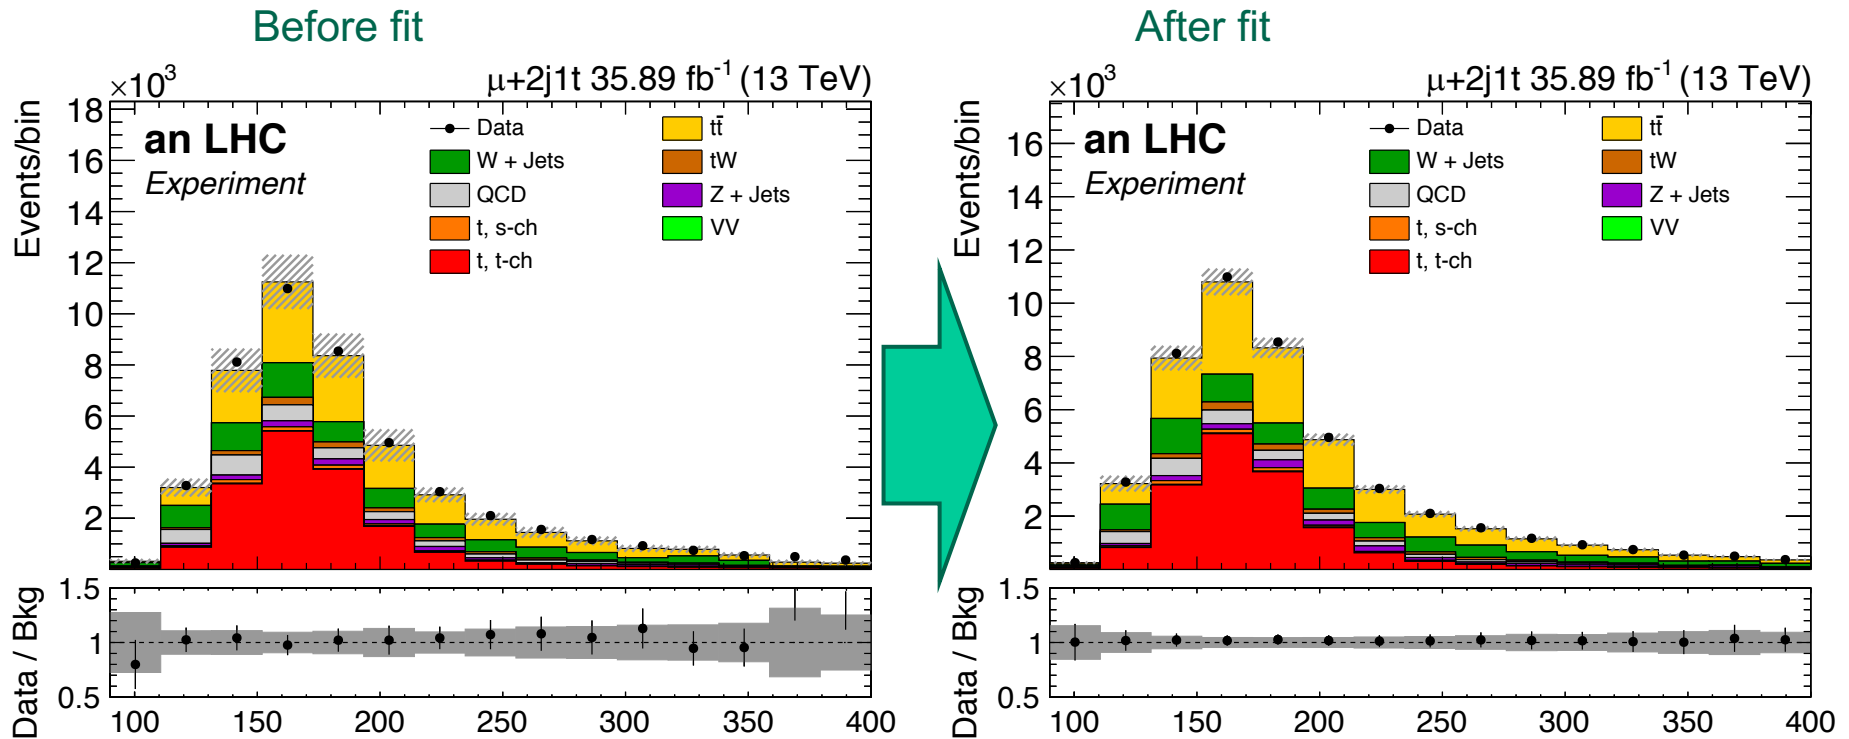 Before fit
After fit
×10³
μ+2j1t 35.89 fb⁻¹ (13 TeV)
Events/bin
18
16
14
12
10
8
6
4
2
an LHC
Experiment
Data
W + Jets
QCD
t, s-ch
t, t-ch
tt̄
tW
Z + Jets
VV
Data / Bkg
1.5
1
0.5
100 150 200 250 300 350 400
×10³
μ+2j1t 35.89 fb⁻¹ (13 TeV)
Events/bin
16
14
12
10
8
6
4
2
an LHC
Experiment
Data
W + Jets
QCD
t, s-ch
t, t-ch
tt̄
tW
Z + Jets
VV
Data / Bkg
1.5
1
0.5
100 150 200 250 300 350 400